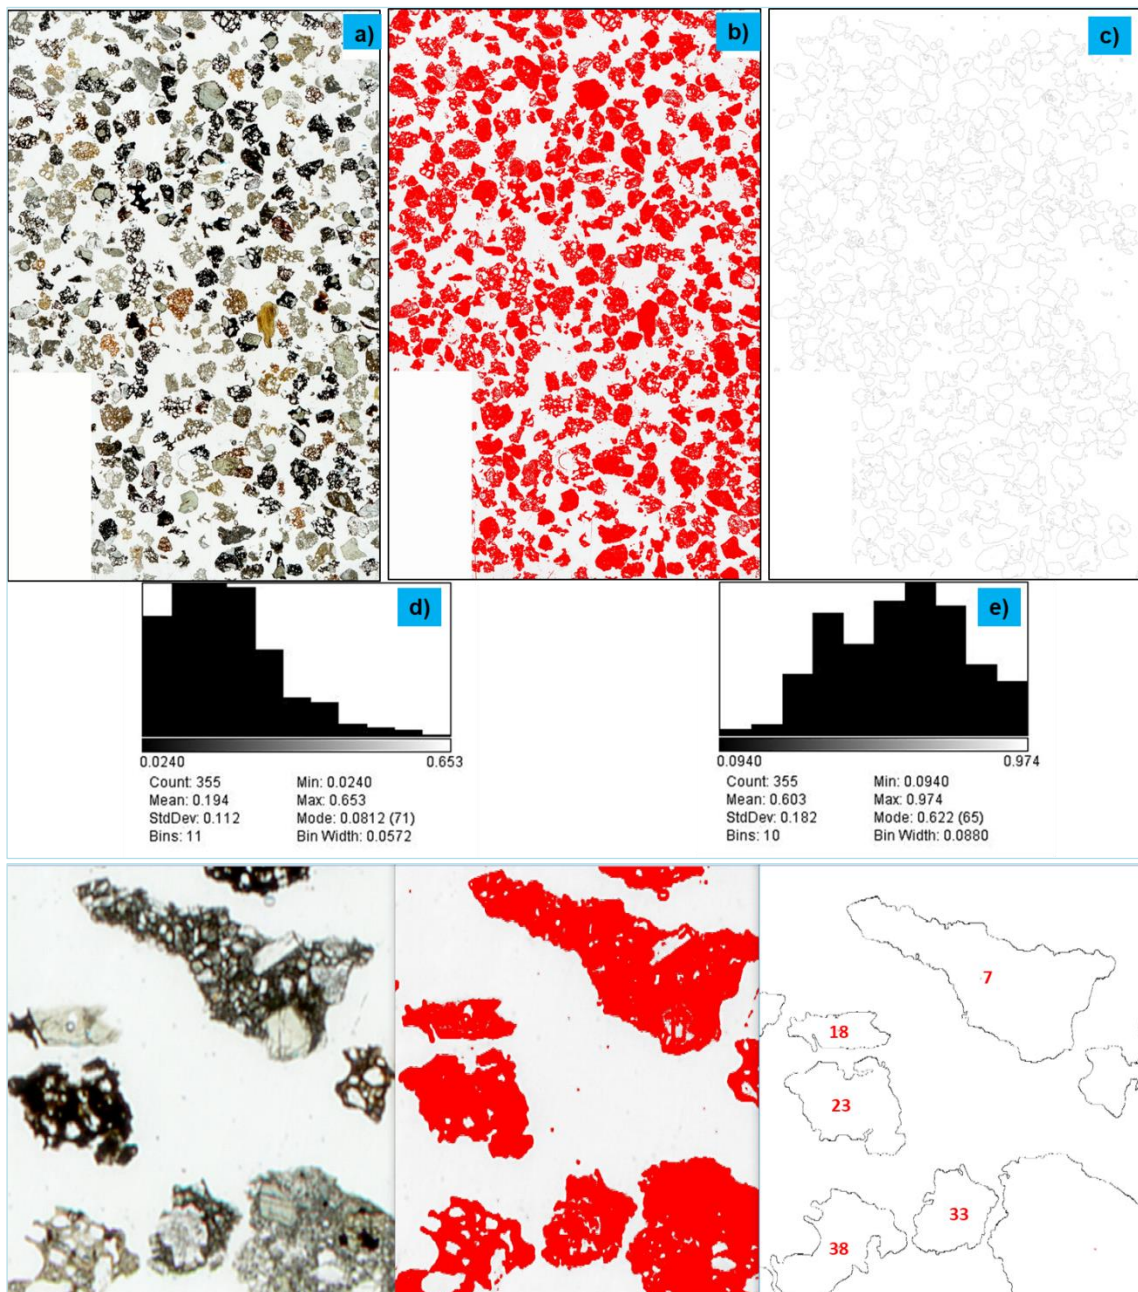 a)
b)
c)
d)
e)
0.0240 0.653
Count: 355 Min: 0.0240
Mean: 0.194 Max: 0.653
StdDev: 0.112 Mode: 0.0812 (71)
Bins: 11 Bin Width: 0.0572
0.0940 0.974
Count: 355 Min: 0.0940
Mean: 0.603 Max: 0.974
StdDev: 0.182 Mode: 0.622 (65)
Bins: 10 Bin Width: 0.0880
7
18
23
33
38